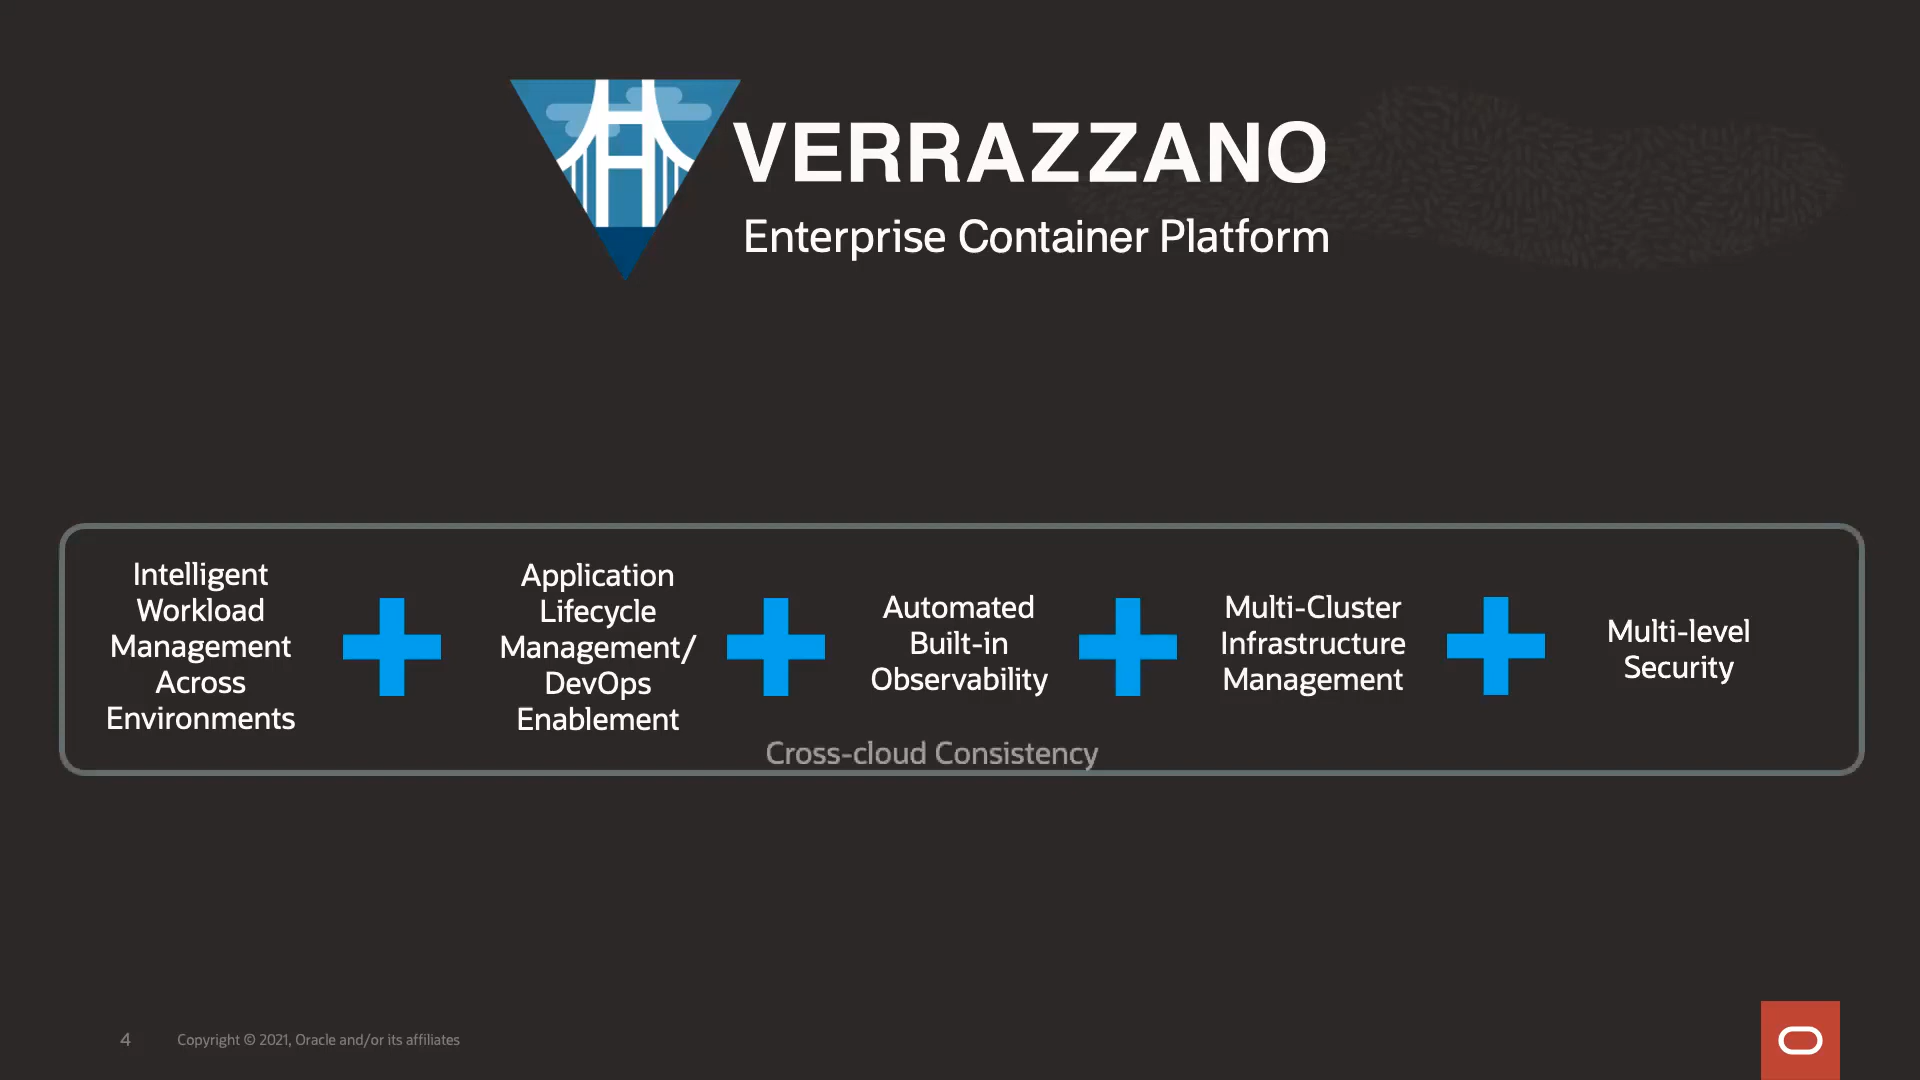 VERRAZZANO
Enterprise Container Platform
Intelligent
Workload
Management
Across
Environments
Application
Lifecycle
Management/
DevOps
Enablement
Automated
Built-in
Observability
Multi-Cluster
Infrastructure
Management
Multi-level
Security
Cross-cloud Consistency
4
Copyright © 2021, Oracle and/or its affiliates